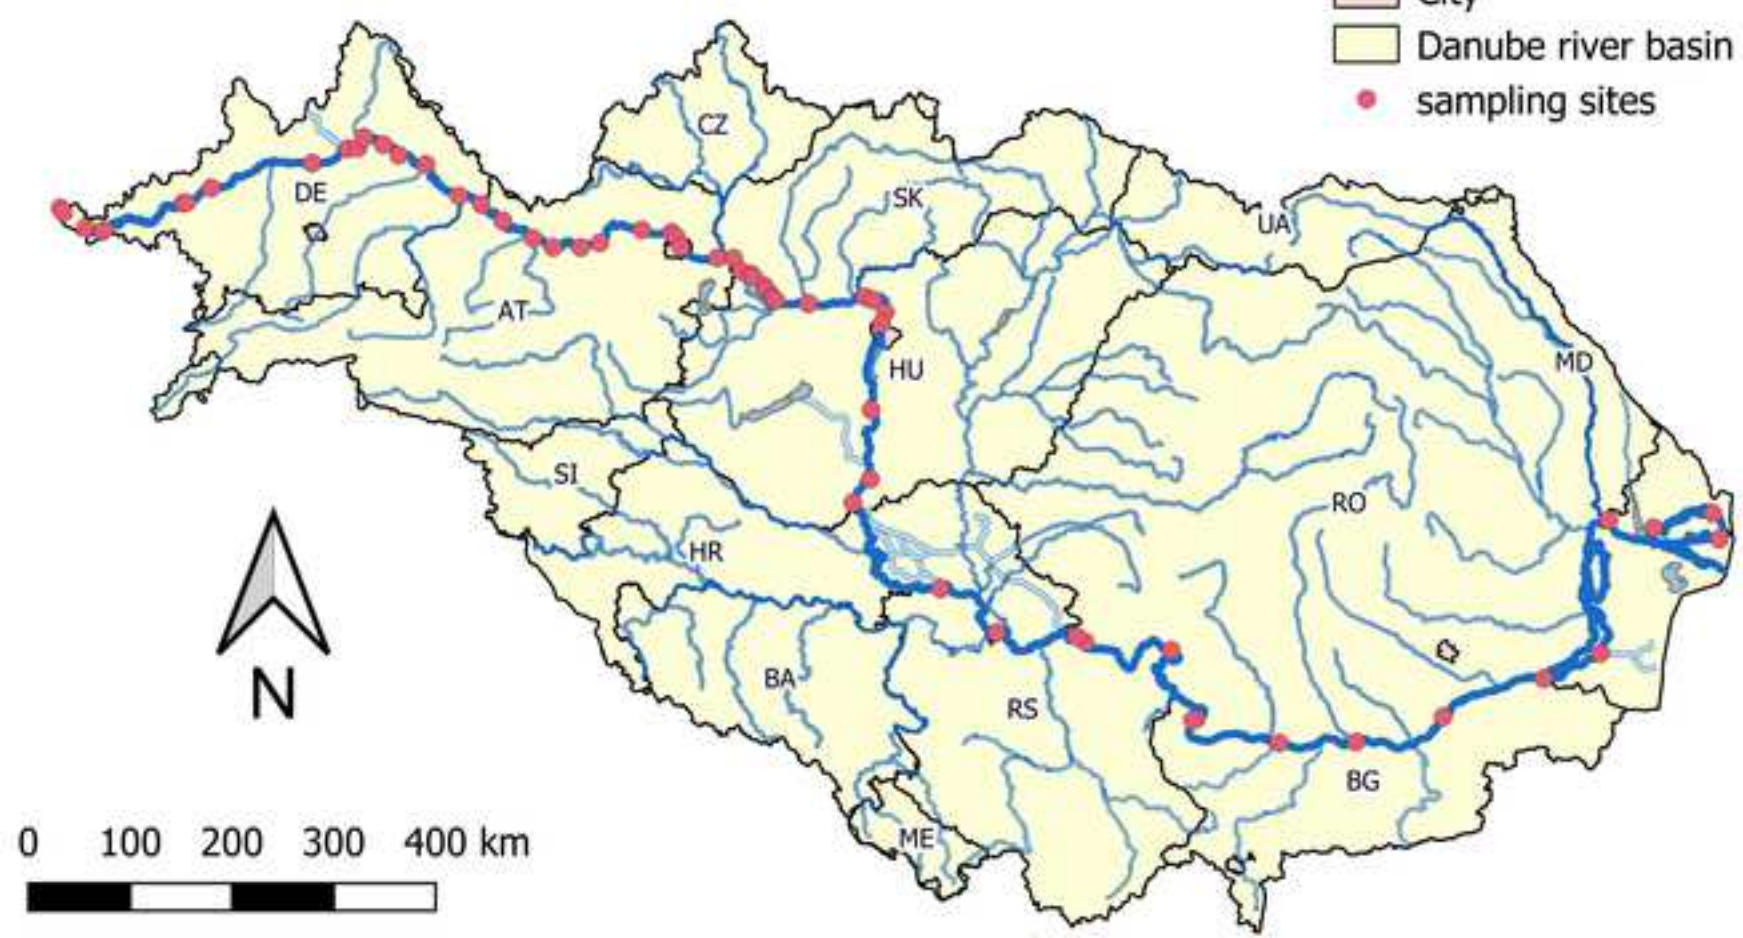 City
Danube river basin
sampling sites
CZ
DE
SK
UA
AT
HU
MD
SI
RO
HR
BA
RS
BG
ME
N
0 100 200 300 400 km